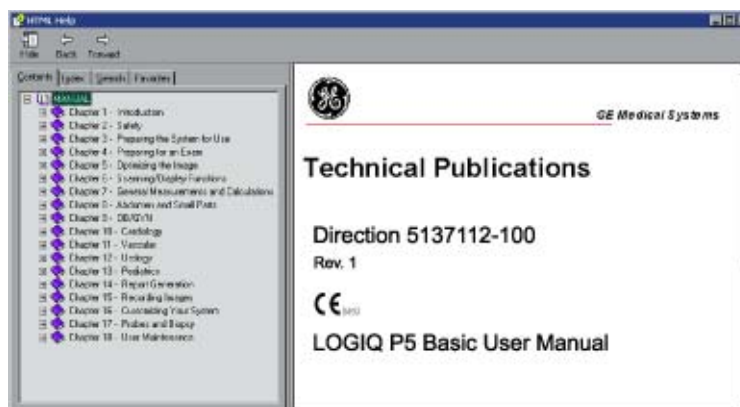 HTML Help
Hide Back Forward
Contents Index Search Favorites
MANUAL
Chapter 1 - Introduction
Chapter 2 - Safety
Chapter 3 - Preparing the System for Use
Chapter 4 - Preparing for an Exam
Chapter 5 - Optimizing the Image
Chapter 6 - Scanning/Display Functions
Chapter 7 - General Measurements and Calculations
Chapter 8 - Abdomen and Small Parts
Chapter 9 - OB/GYN
Chapter 10 - Cardiology
Chapter 11 - Vascular
Chapter 12 - Urology
Chapter 13 - Pediatrics
Chapter 14 - Report Generation
Chapter 15 - Recording Images
Chapter 16 - Customizing Your System
Chapter 17 - Probes and Biopsy
Chapter 18 - User Maintenance
GE
GE Medical Systems
Technical Publications
Direction 5137112-100
Rev. 1
CE
LOGIQ P5 Basic User Manual